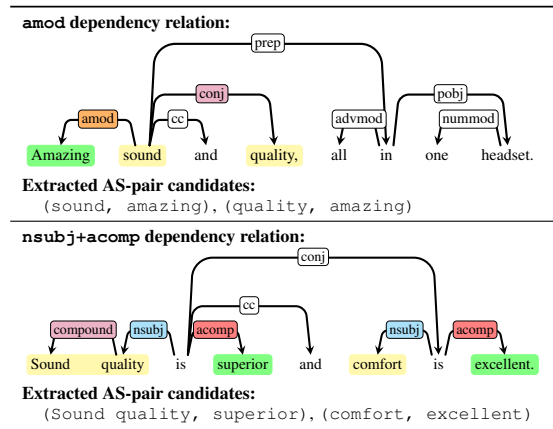 amod dependency relation:
prep
conj
pobj
amod
cc
advmod
nummod
Amazing sound and quality, all in one headset.
Extracted AS-pair candidates:
(sound, amazing), (quality, amazing)
nsubj+acomp dependency relation:
conj
cc
compound nsubj acomp nsubj acomp
Sound quality is superior and comfort is excellent.
Extracted AS-pair candidates:
(Sound quality, superior), (comfort, excellent)